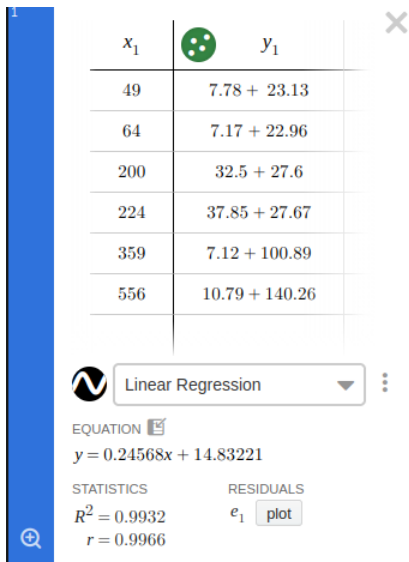 1
x₁ y₁
49 7.78 + 23.13
64 7.17 + 22.96
200 32.5 + 27.6
224 37.85 + 27.67
359 7.12 + 100.89
556 10.79 + 140.26
Linear Regression
EQUATION
y = 0.24568x + 14.83221
STATISTICS RESIDUALS
R² = 0.9932 e₁ plot
r = 0.9966